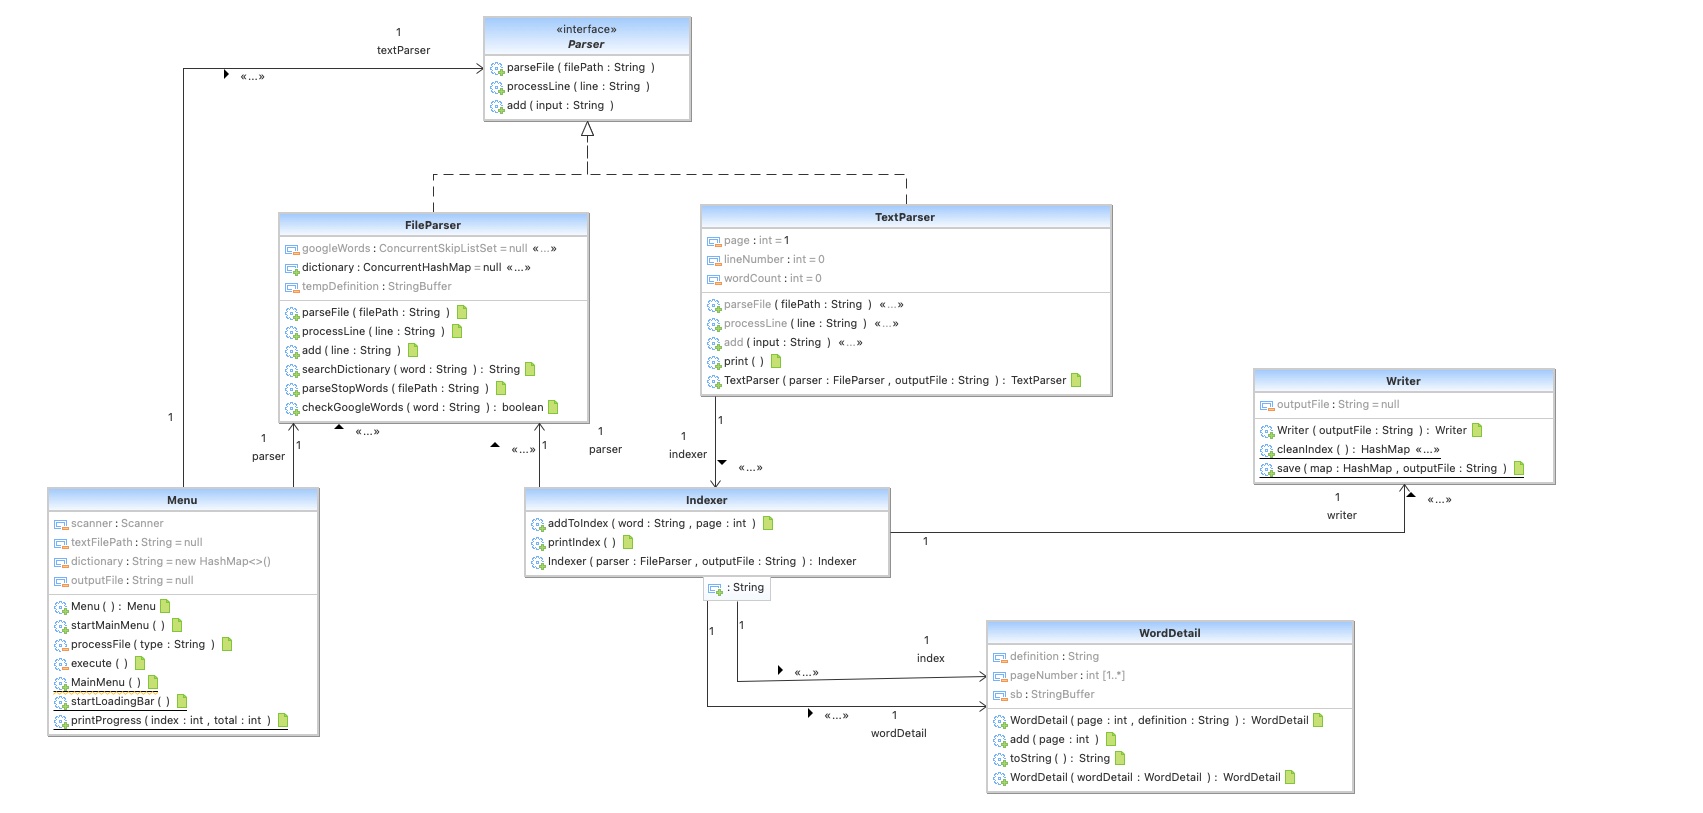 1
textParser
«...»
«interface»
Parser
parseFile ( filePath : String )
processLine ( line : String )
add ( input : String )
FileParser
googleWords : ConcurrentSkipListSet = null «...»
dictionary : ConcurrentHashMap = null «...»
tempDefinition : StringBuffer
parseFile ( filePath : String )
processLine ( line : String )
add ( line : String )
searchDictionary ( word : String ) : String
parseStopWords ( filePath : String )
checkGoogleWords ( word : String ) : boolean
TextParser
page : int = 1
lineNumber : int = 0
wordCount : int = 0
parseFile ( filePath : String ) «...»
processLine ( line : String ) «...»
add ( input : String ) «...»
print ( )
TextParser ( parser : FileParser , outputFile : String ) : TextParser
Writer
outputFile : String = null
Writer ( outputFile : String ) : Writer
cleanIndex ( ) : HashMap «...»
save ( map : HashMap , outputFile : String )
1
1
parser
1
«...»
«...»
1
1
parser
1
indexer
1
«...»
1
writer
«...»
1
Menu
scanner : Scanner
textFilePath : String = null
dictionary : String = new HashMap<>()
outputFile : String = null
Menu ( ) : Menu
startMainMenu ( )
processFile ( type : String )
execute ( )
MainMenu ( )
startLoadingBar ( )
printProgress ( index : int , total : int )
Indexer
addToIndex ( word : String , page : int )
printIndex ( )
Indexer ( parser : FileParser , outputFile : String ) : Indexer
: String
1
1
1
index
«...»
«...»
1
wordDetail
WordDetail
definition : String
pageNumber : int [1..*]
sb : StringBuffer
WordDetail ( page : int , definition : String ) : WordDetail
add ( page : int )
toString ( ) : String
WordDetail ( wordDetail : WordDetail ) : WordDetail